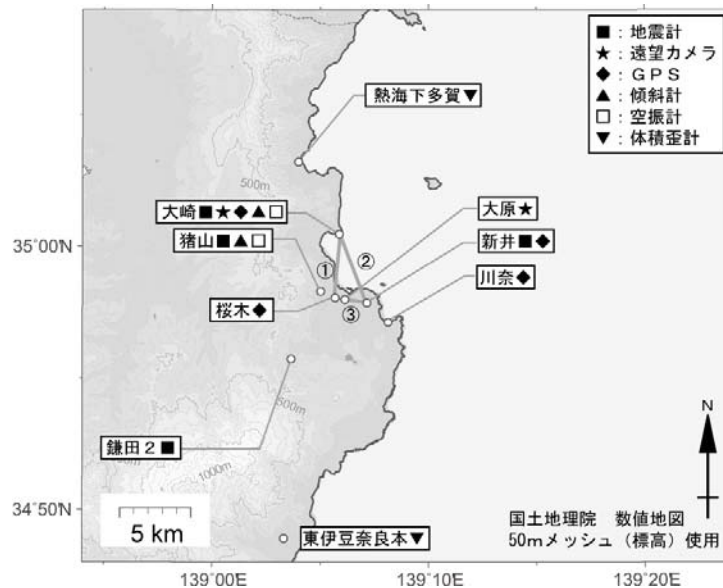 ■：地震計
★：遠望カメラ
◆：ＧＰＳ
▲：傾斜計
□：空振計
▼：体積歪計
熱海下多賀▼
500m
大崎■★◆▲□
大原★
35°00'N
猪山■▲□
新井■◆
①
②
川奈◆
桜木◆
③
500m
N
鎌田２■
1000m
34°50'N
5 km
東伊豆奈良本▼
国土地理院 数値地図
50mメッシュ（標高）使用
139°00'E
139°10'E
139°20'E